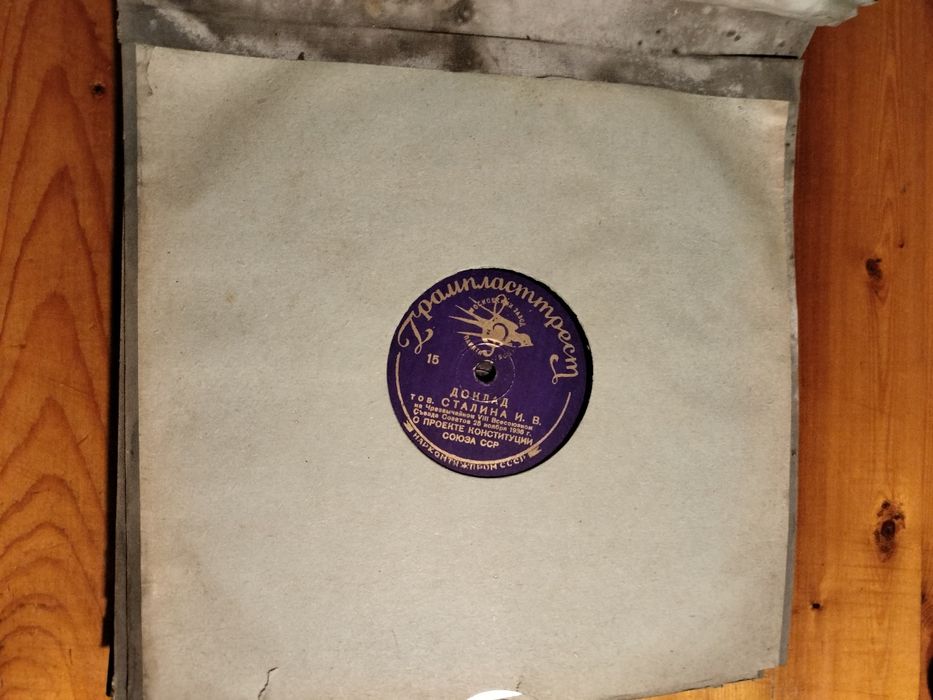 Грампласттрест
15
ДОКЛАД
тов. СТАЛИНА И. В.
на Чрезвычайном VIII Всесоюзном
Съезде Советов 25 ноября 1936 г.
О ПРОЕКТЕ КОНСТИТУЦИИ
СОЮЗА ССР
НАРКОМТЯЖПРОМ СССР